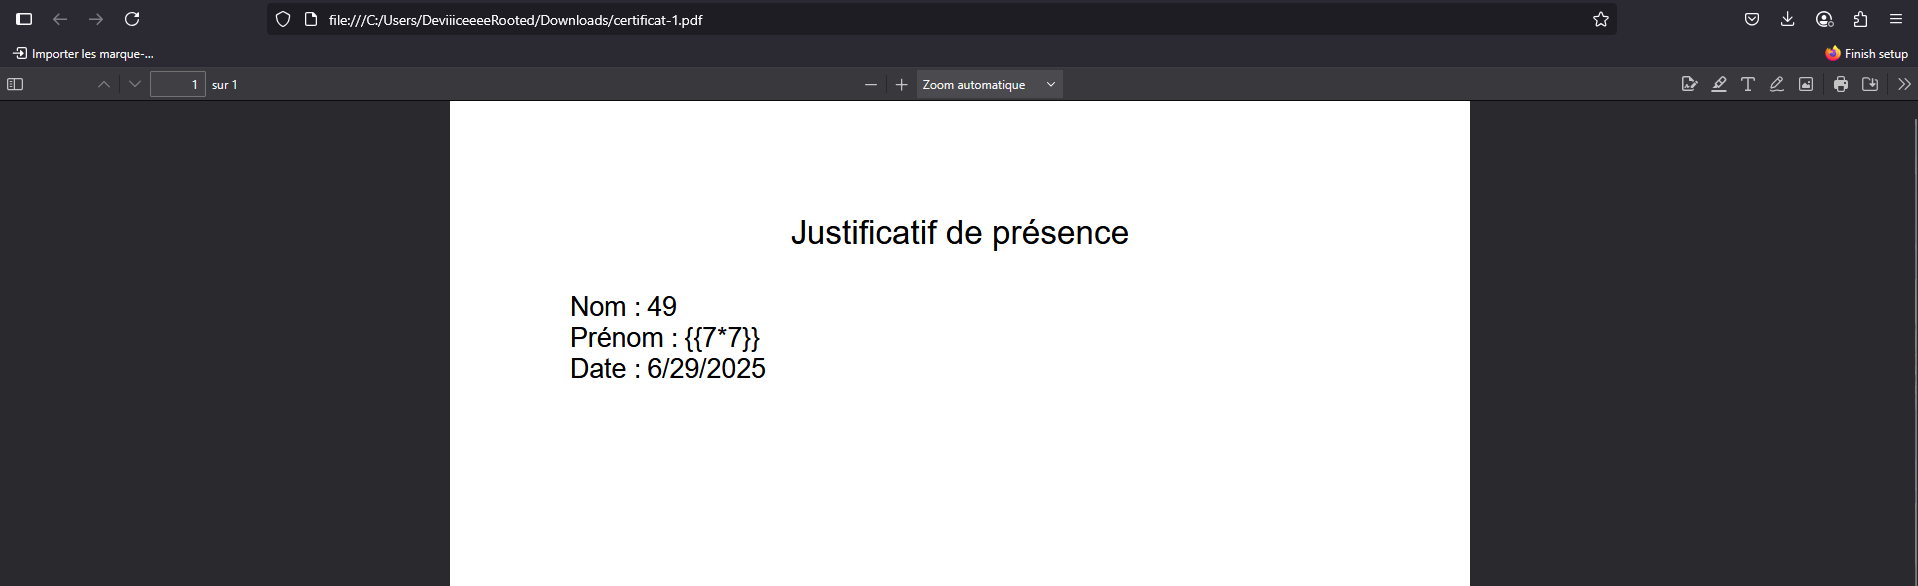 file:///C:/Users/DeviiiceeeeRooted/Downloads/certificat-1.pdf
Importer les marque-...
Finish setup
1 sur 1
Zoom automatique
Justificatif de présence
Nom : 49
Prénom : {{7*7}}
Date : 6/29/2025